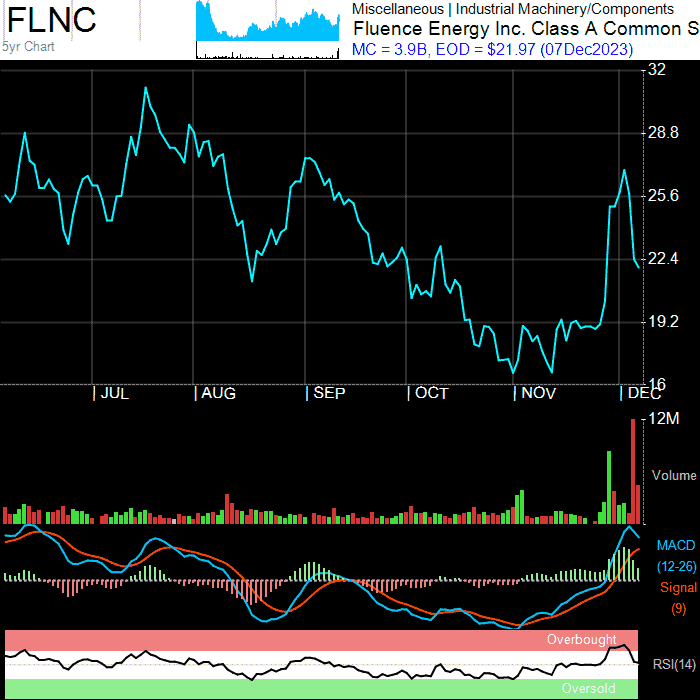 FLNC
5yr Chart
Miscellaneous | Industrial Machinery/Components
Fluence Energy Inc. Class A Common S
MC = 3.9B, EOD = $21.97 (07Dec2023)
32
28.8
25.6
22.4
19.2
16
JUL
AUG
SEP
OCT
NOV
DEC
12M
Volume
MACD
(12-26)
Signal
(9)
Overbought
RSI(14)
Oversold